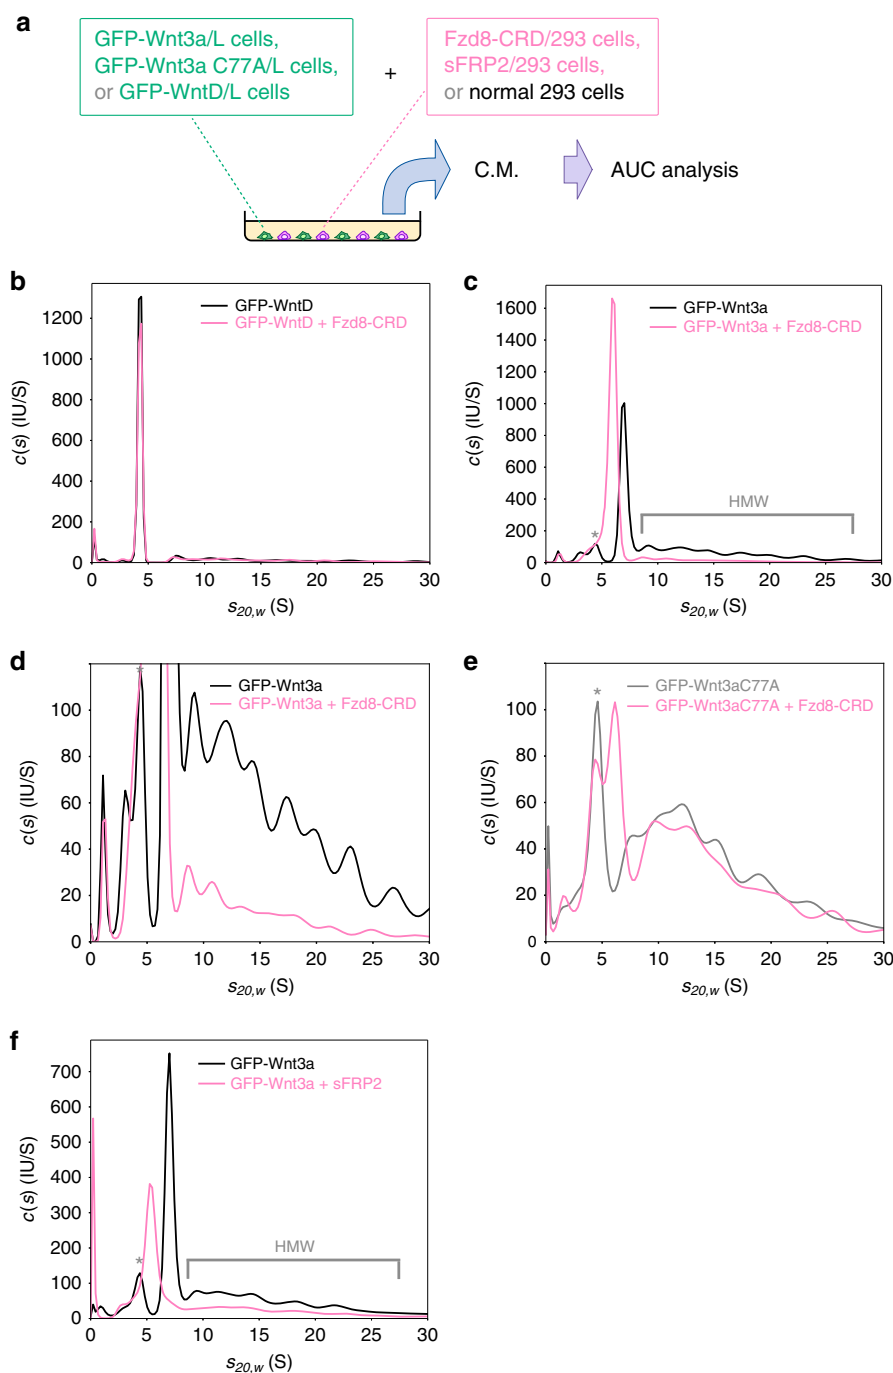 a
GFP-Wnt3a/L cells,
GFP-Wnt3a C77A/L cells,
or GFP-WntD/L cells
+
Fzd8-CRD/293 cells,
sFRP2/293 cells,
or normal 293 cells
C.M.
AUC analysis
b
GFP-WntD
GFP-WntD + Fzd8-CRD
c(s) (IU/S)
1200
1000
800
600
400
200
0
0 5 10 15 20 25 30
s20,w (S)
c
GFP-Wnt3a
GFP-Wnt3a + Fzd8-CRD
HMW
*
c(s) (IU/S)
1600
1400
1200
1000
800
600
400
200
0
0 5 10 15 20 25 30
s20,w (S)
d
GFP-Wnt3a
GFP-Wnt3a + Fzd8-CRD
*
c(s) (IU/S)
100
80
60
40
20
0
0 5 10 15 20 25 30
s20,w (S)
e
GFP-Wnt3aC77A
GFP-Wnt3aC77A + Fzd8-CRD
*
c(s) (IU/S)
100
80
60
40
20
0
0 5 10 15 20 25 30
s20,w (S)
f
GFP-Wnt3a
GFP-Wnt3a + sFRP2
HMW
*
c(s) (IU/S)
700
600
500
400
300
200
100
0
0 5 10 15 20 25 30
s20,w (S)